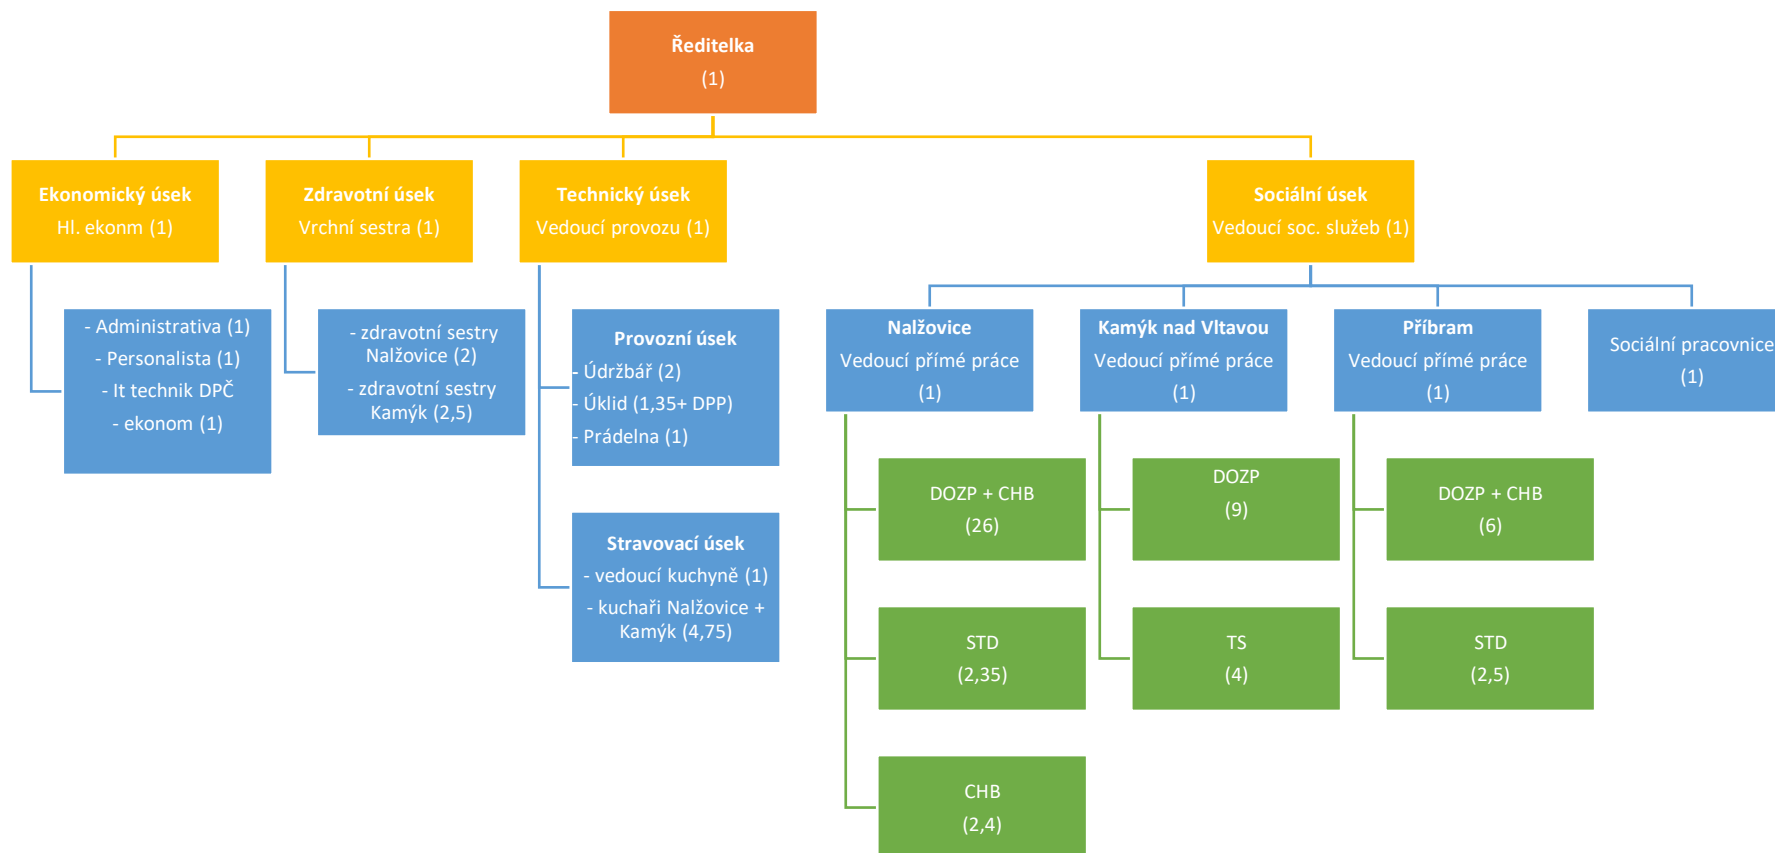 Ředitelka
(1)
Ekonomický úsek
Hl. ekonm (1)
Zdravotní úsek
Vrchní sestra (1)
Technický úsek
Vedoucí provozu (1)
Sociální úsek
Vedoucí soc. služeb (1)
- Administrativa (1)
- Personalista (1)
- It technik DPČ
- ekonom (1)
- zdravotní sestry
Nalžovice (2)
- zdravotní sestry
Kamýk (2,5)
Provozní úsek
- Údržbář (2)
- Úklid (1,35+ DPP)
- Prádelna (1)
Stravovací úsek
- vedoucí kuchyně (1)
- kuchaři Nalžovice +
Kamýk (4,75)
Nalžovice
Vedoucí přímé práce
(1)
DOZP + CHB
(26)
STD
(2,35)
CHB
(2,4)
Kamýk nad Vltavou
Vedoucí přímé práce
(1)
DOZP
(9)
TS
(4)
Příbram
Vedoucí přímé práce
(1)
DOZP + CHB
(6)
STD
(2,5)
Sociální pracovnice
(1)